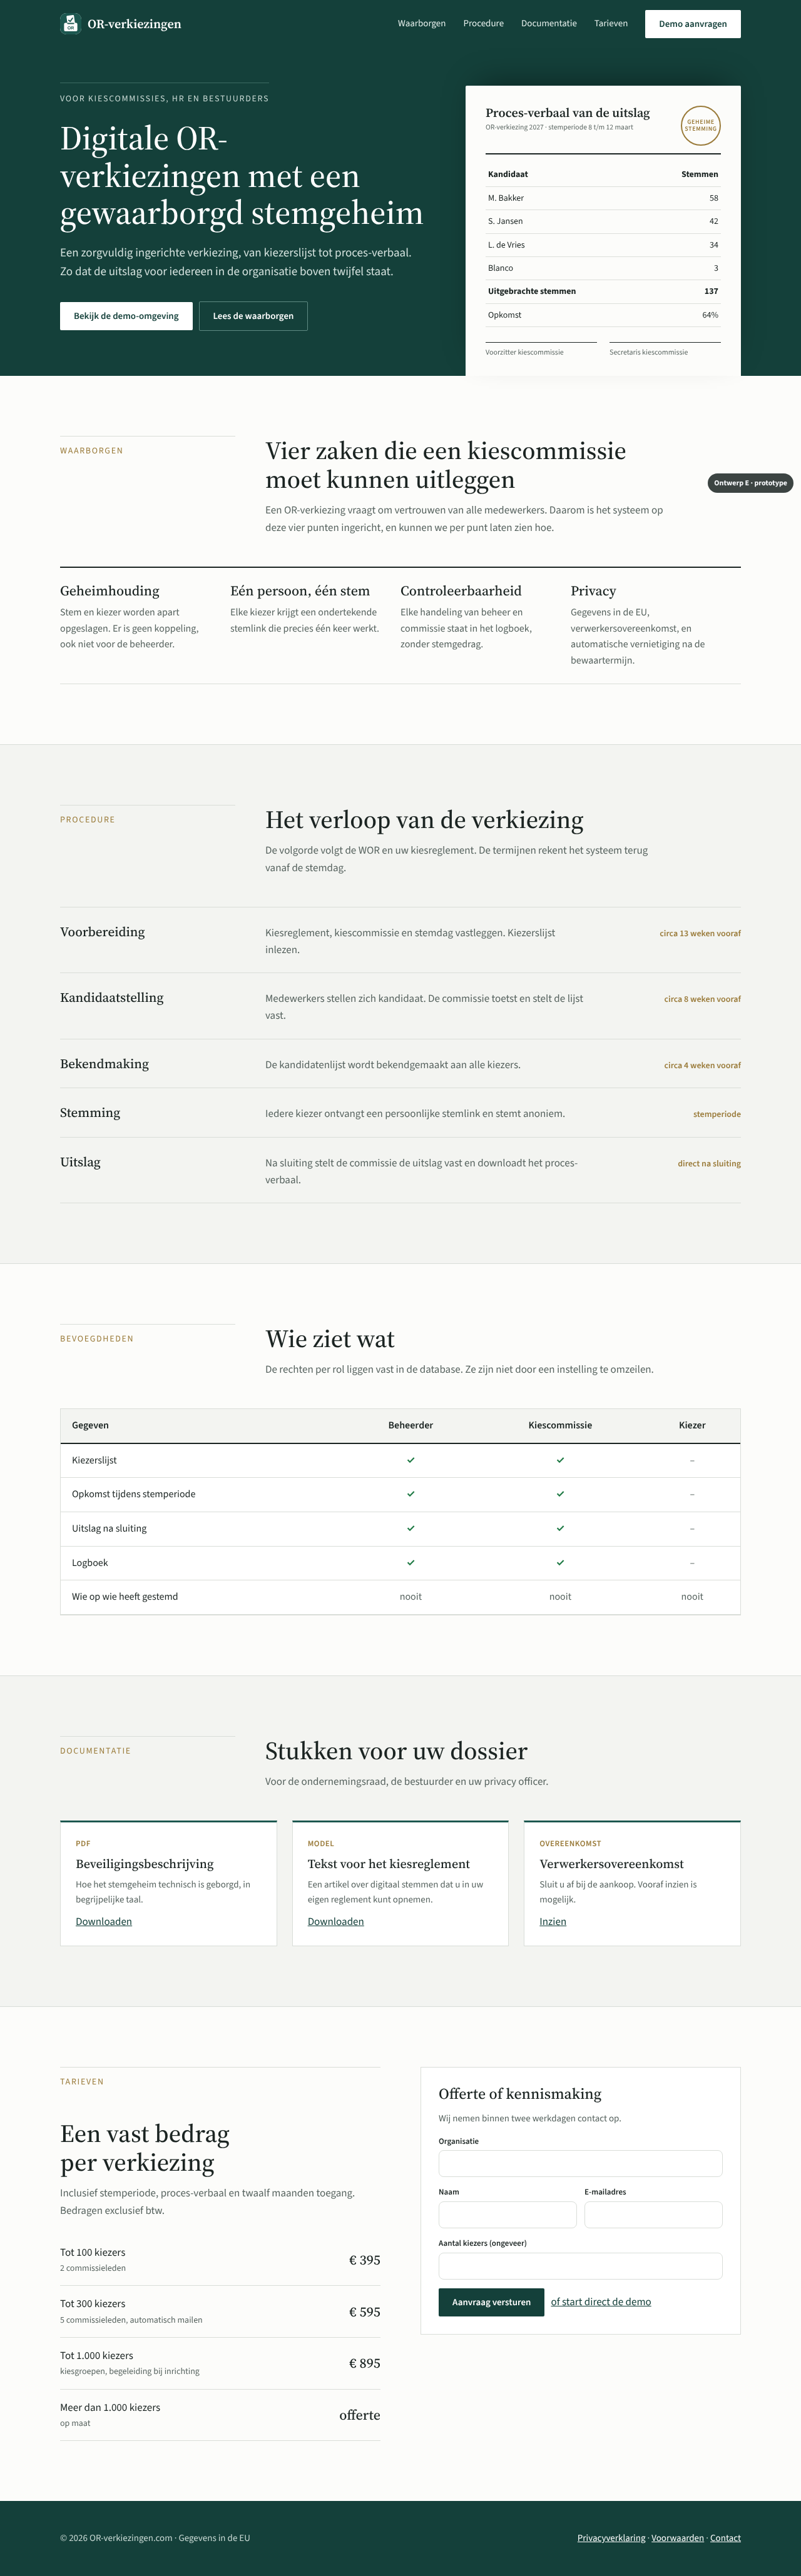 OR
OR-verkiezingen
Waarborgen
Procedure
Documentatie
Tarieven
Demo aanvragen
VOOR KIESCOMMISSIES, HR EN BESTUURDERS
Digitale OR-
verkiezingen met een
gewaarborgd stemgeheim
Een zorgvuldig ingerichte verkiezing, van kiezerslijst tot proces-verbaal.
Zo dat de uitslag voor iedereen in de organisatie boven twijfel staat.
Bekijk de demo-omgeving
Lees de waarborgen
Proces-verbaal van de uitslag
OR-verkiezing 2027 · stemperiode 8 t/m 12 maart
GEHEIME
STEMMING
Kandidaat Stemmen
M. Bakker 58
S. Jansen 42
L. de Vries 34
Blanco 3
Uitgebrachte stemmen 137
Opkomst 64%
Voorzitter kiescommissie
Secretaris kiescommissie
WAARBORGEN
Vier zaken die een kiescommissie
moet kunnen uitleggen
Een OR-verkiezing vraagt om vertrouwen van alle medewerkers. Daarom is het systeem op
deze vier punten ingericht, en kunnen we per punt laten zien hoe.
Ontwerp E · prototype
Geheimhouding
Stem en kiezer worden apart
opgeslagen. Er is geen koppeling,
ook niet voor de beheerder.
Eén persoon, één stem
Elke kiezer krijgt een ondertekende
stemlink die precies één keer werkt.
Controleerbaarheid
Elke handeling van beheer en
commissie staat in het logboek,
zonder stemgedrag.
Privacy
Gegevens in de EU,
verwerkersovereenkomst, en
automatische vernietiging na de
bewaartermijn.
PROCEDURE
Het verloop van de verkiezing
De volgorde volgt de WOR en uw kiesreglement. De termijnen rekent het systeem terug
vanaf de stemdag.
Voorbereiding
Kiesreglement, kiescommissie en stemdag vastleggen. Kiezerslijst
inlezen.
circa 13 weken vooraf
Kandidaatstelling
Medewerkers stellen zich kandidaat. De commissie toetst en stelt de lijst
vast.
circa 8 weken vooraf
Bekendmaking
De kandidatenlijst wordt bekendgemaakt aan alle kiezers.
circa 4 weken vooraf
Stemming
Iedere kiezer ontvangt een persoonlijke stemlink en stemt anoniem.
stemperiode
Uitslag
Na sluiting stelt de commissie de uitslag vast en downloadt het proces-
verbaal.
direct na sluiting
BEVOEGDHEDEN
Wie ziet wat
De rechten per rol liggen vast in de database. Ze zijn niet door een instelling te omzeilen.
Gegeven Beheerder Kiescommissie Kiezer
Kiezerslijst ✓ ✓ –
Opkomst tijdens stemperiode ✓ ✓ –
Uitslag na sluiting ✓ ✓ –
Logboek ✓ ✓ –
Wie op wie heeft gestemd nooit nooit nooit
DOCUMENTATIE
Stukken voor uw dossier
Voor de ondernemingsraad, de bestuurder en uw privacy officer.
PDF
Beveiligingsbeschrijving
Hoe het stemgeheim technisch is geborgd, in
begrijpelijke taal.
Downloaden
MODEL
Tekst voor het kiesreglement
Een artikel over digitaal stemmen dat u in uw
eigen reglement kunt opnemen.
Downloaden
OVEREENKOMST
Verwerkersovereenkomst
Sluit u af bij de aankoop. Vooraf inzien is
mogelijk.
Inzien
TARIEVEN
Een vast bedrag
per verkiezing
Inclusief stemperiode, proces-verbaal en twaalf maanden toegang.
Bedragen exclusief btw.
Tot 100 kiezers
2 commissieleden
€ 395
Tot 300 kiezers
5 commissieleden, automatisch mailen
€ 595
Tot 1.000 kiezers
kiesgroepen, begeleiding bij inrichting
€ 895
Meer dan 1.000 kiezers
op maat
offerte
Offerte of kennismaking
Wij nemen binnen twee werkdagen contact op.
Organisatie
Naam
E-mailadres
Aantal kiezers (ongeveer)
Aanvraag versturen
of start direct de demo
© 2026 OR-verkiezingen.com · Gegevens in de EU
Privacyverklaring · Voorwaarden · Contact